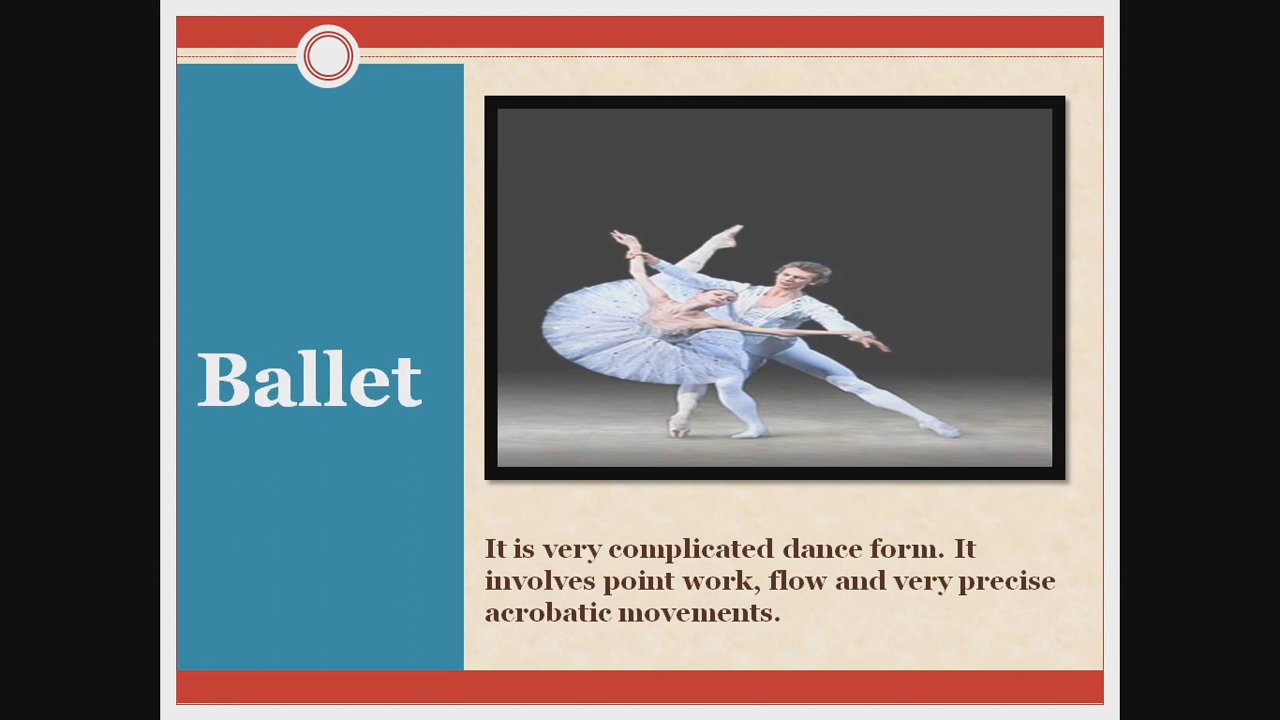 Ballet
It is very complicated dance form. It
involves point work, flow and very precise
acrobatic movements.